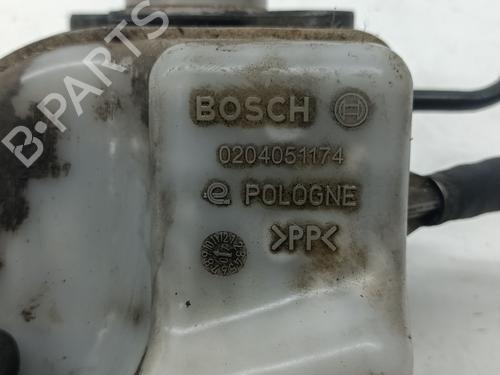 BOSCH
0204051174
e POLOGNE
>PP<
B-PARTS